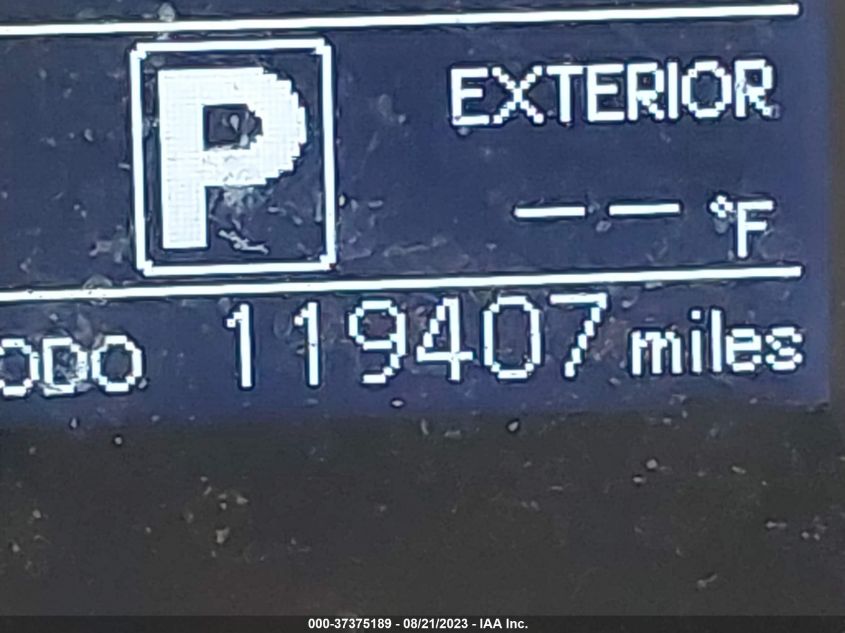 P
EXTERIOR
-- °F
ODO 119407 miles
000-37375189 - 08/21/2023 - IAA Inc.